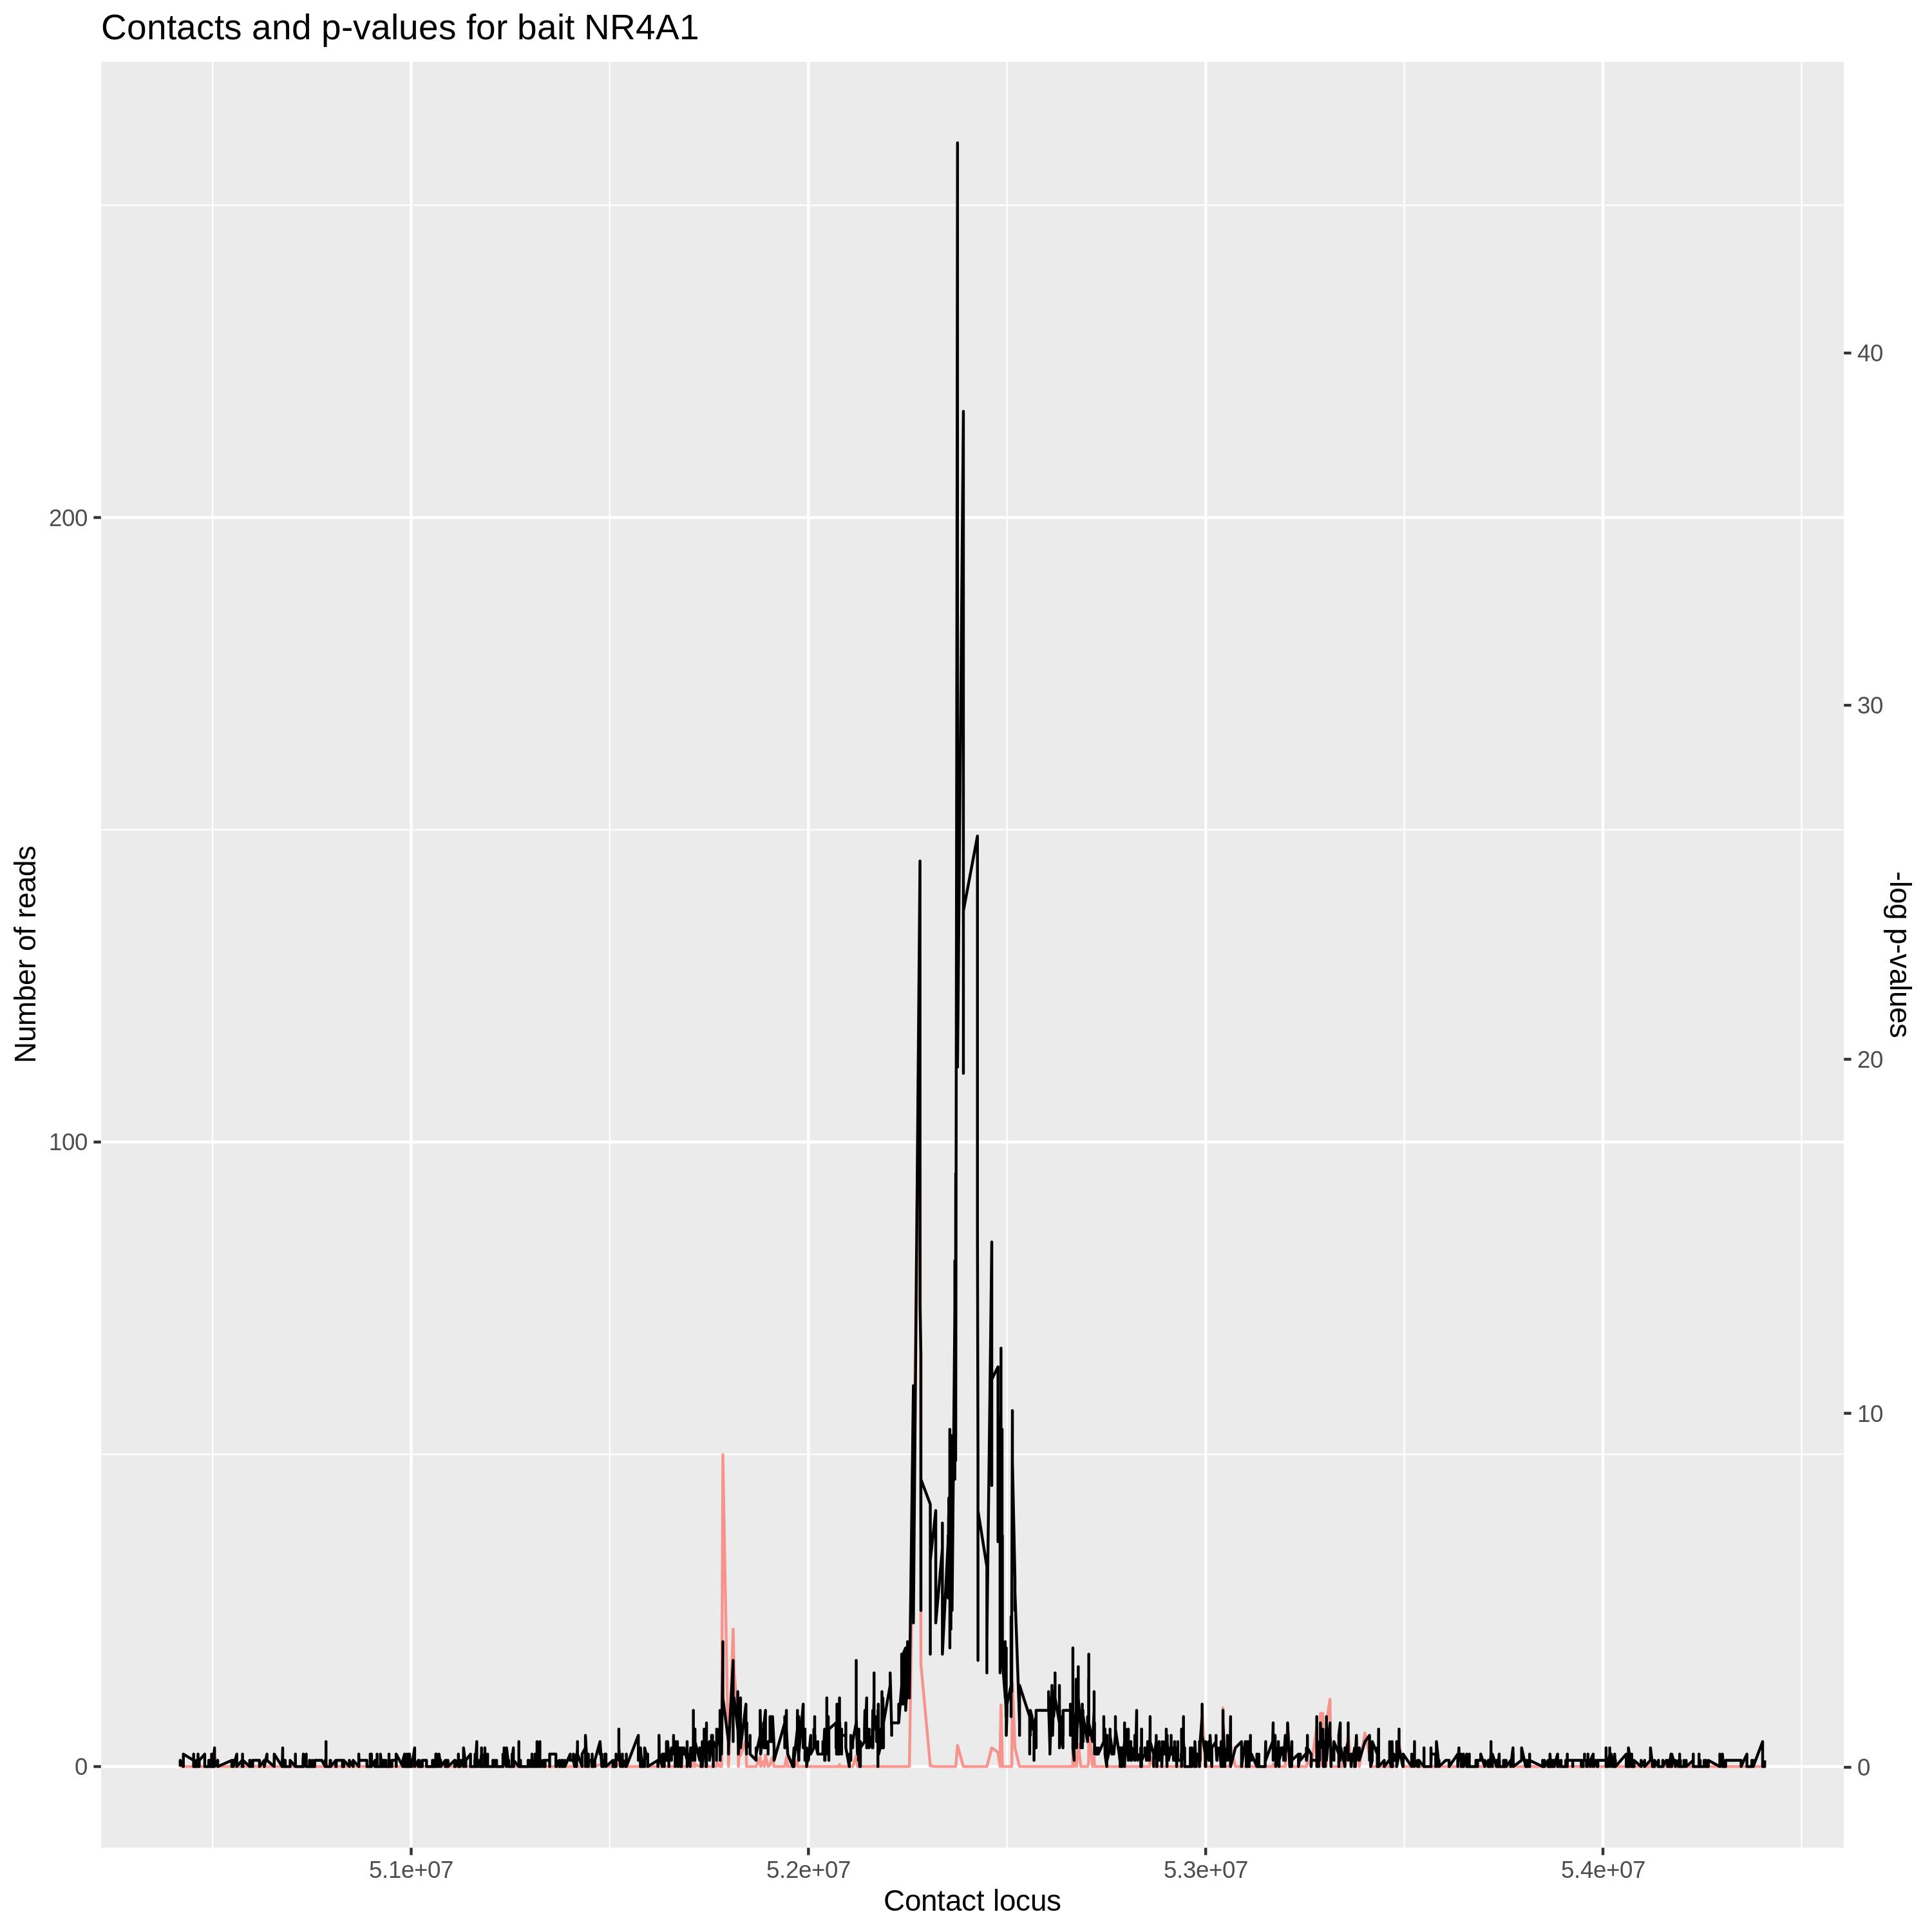 Contacts and p-values for bait NR4A1
Number of reads
200
100
0
40
30
20
10
0
-log p-values
5.1e+07
5.2e+07
5.3e+07
5.4e+07
Contact locus